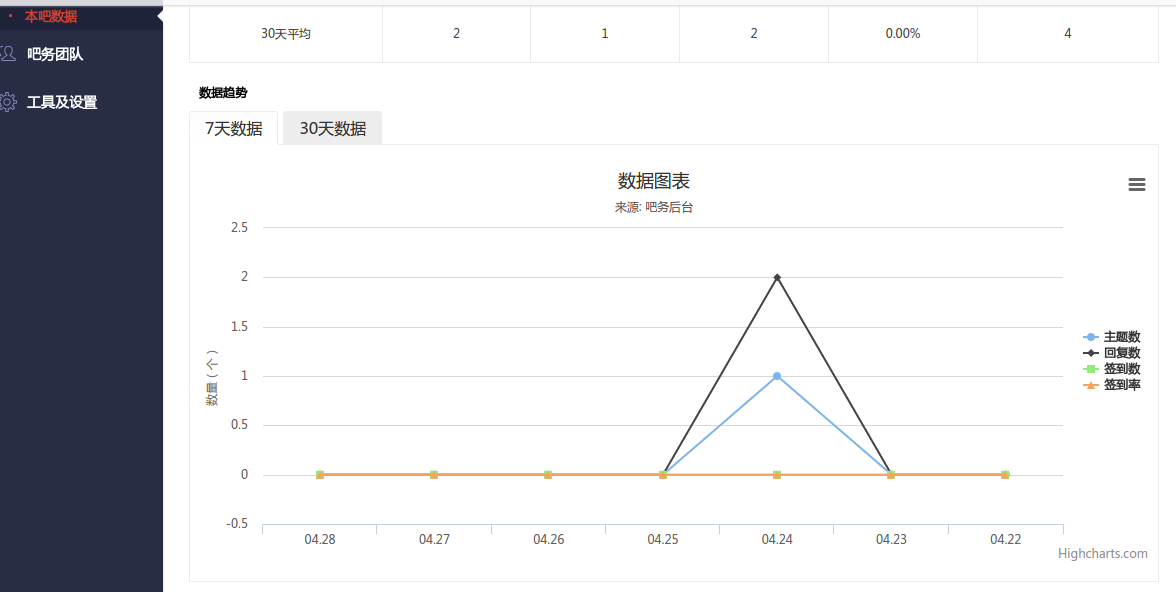 本吧数据
吧务团队
工具及设置
30天平均 2 1 2 0.00% 4
数据趋势
7天数据 30天数据
数据图表
来源: 吧务后台
2.5
2
1.5
1
0.5
0
-0.5
数量 ( 个 )
04.28 04.27 04.26 04.25 04.24 04.23 04.22
主题数
回复数
签到数
签到率
Highcharts.com